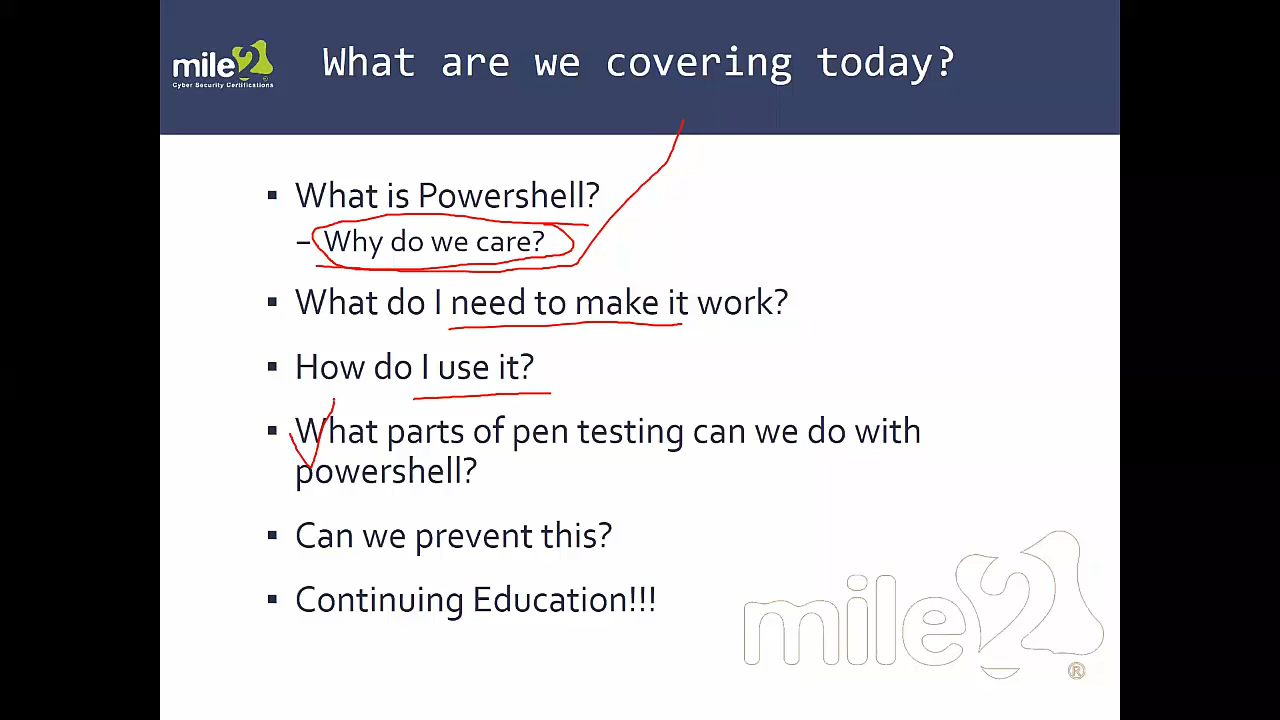 mile2
Cyber Security Certifications
What are we covering today?
▪ What is Powershell?
– Why do we care?
▪ What do I need to make it work?
▪ How do I use it?
▪ What parts of pen testing can we do with
powershell?
▪ Can we prevent this?
▪ Continuing Education!!!
mile2
®